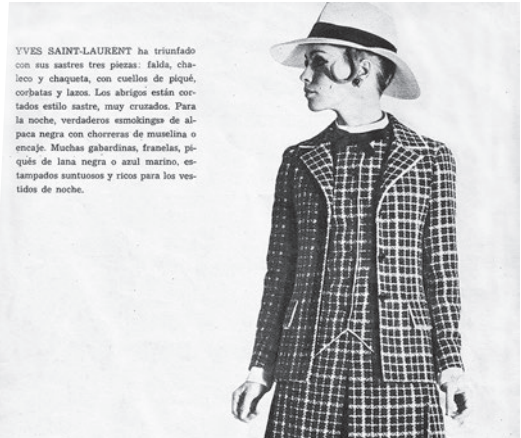 YVES SAINT-LAURENT ha triunfado
con sus sastres tres piezas: falda, cha-
leco y chaqueta, con cuellos de piqué,
corbatas y lazos. Los abrigos están cor-
tados estilo sastre, muy cruzados. Para
la noche, verdaderos «smokings» de al-
paca negra con chorreras de muselina o
encaje. Muchas gabardinas, franelas, pi-
qués de lana negra o azul marino, es-
tampados suntuosos y ricos para los ves-
tidos de noche.